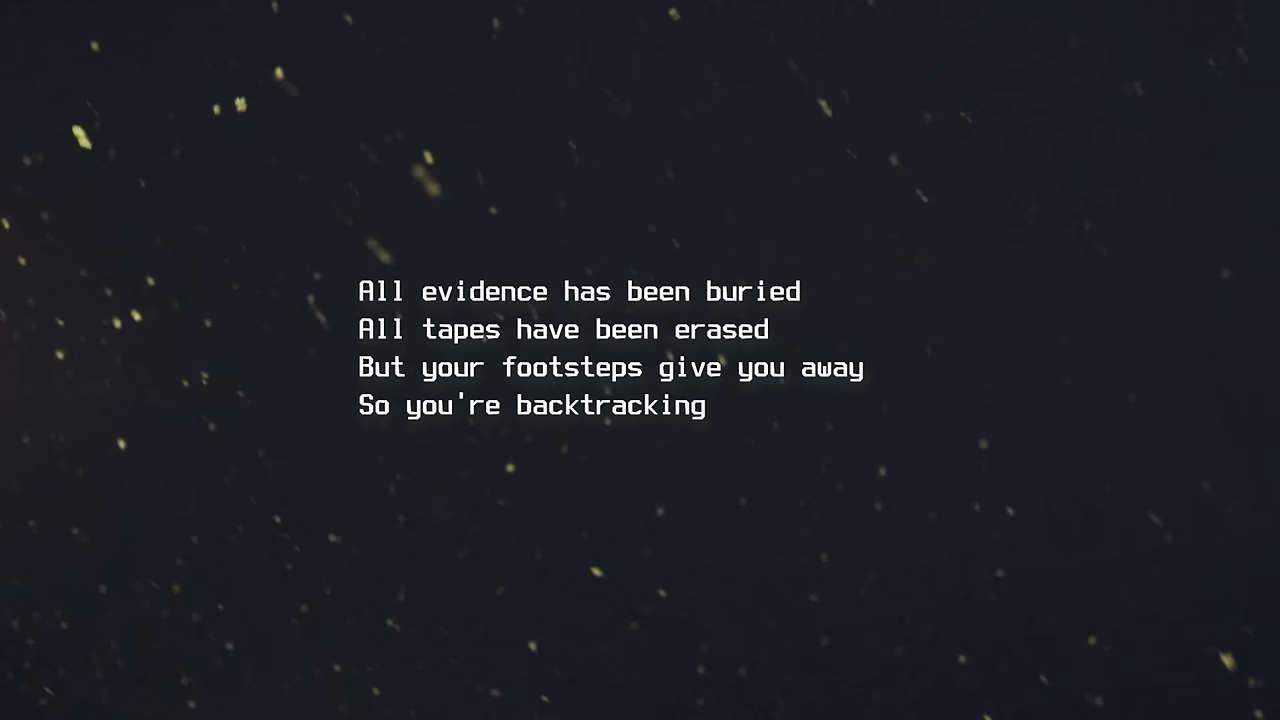 All evidence has been buried
All tapes have been erased
But your footsteps give you away
So you're backtracking